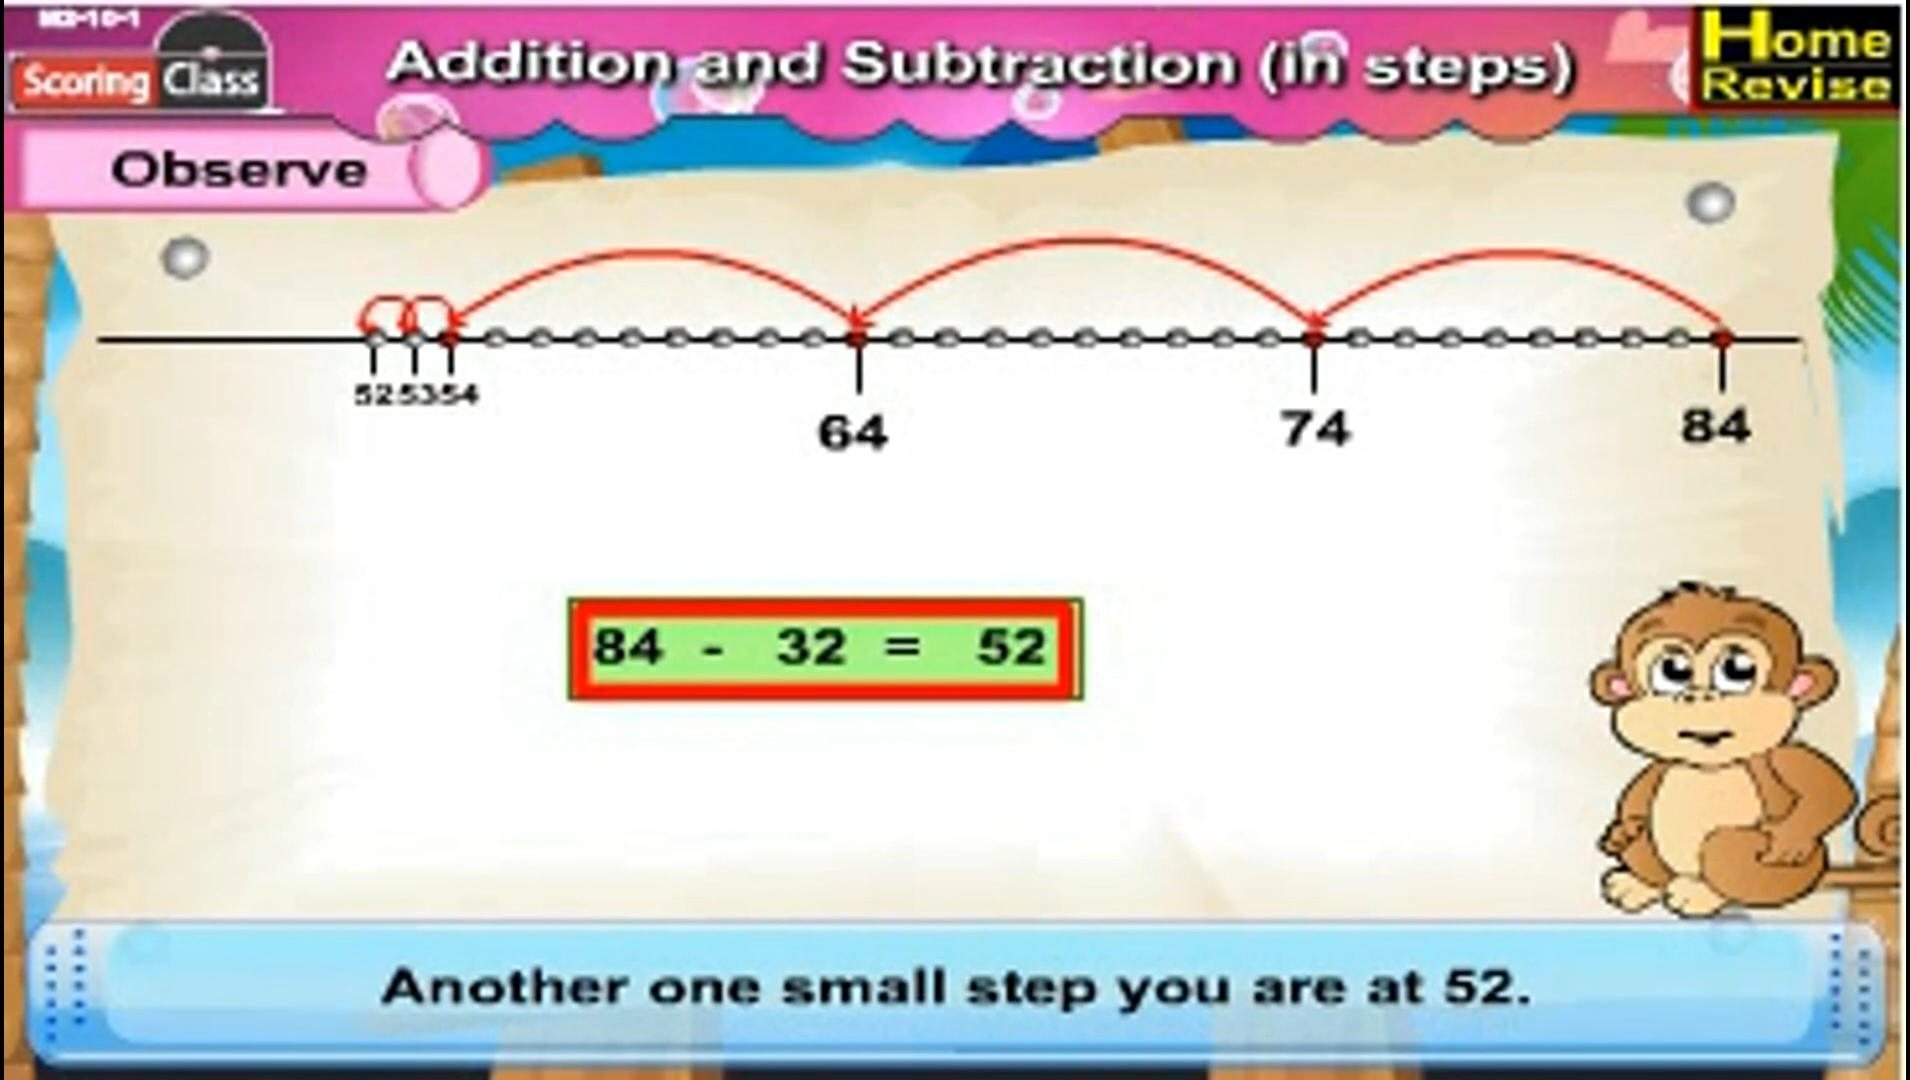 Scoring Class
Addition and Subtraction (in steps)
Home
Revise
Observe
52 53 54
64
74
84
84 - 32 = 52
Another one small step you are at 52.